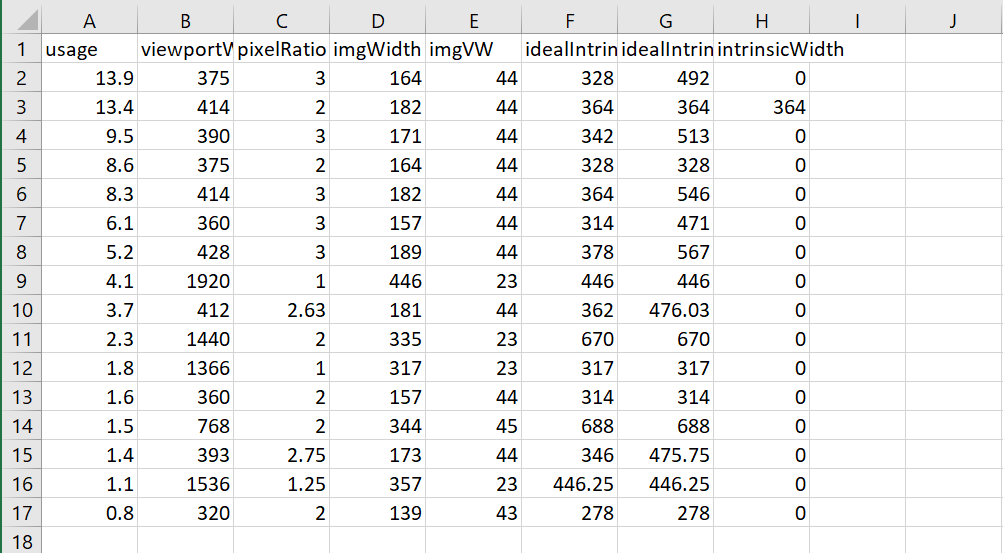 A B C D E F G H I J
1 usage viewportW pixelRatio imgWidth imgVW idealIntrin idealIntrin intrinsicWidth
2 13.9 375 3 164 44 328 492 0
3 13.4 414 2 182 44 364 364 364
4 9.5 390 3 171 44 342 513 0
5 8.6 375 2 164 44 328 328 0
6 8.3 414 3 182 44 364 546 0
7 6.1 360 3 157 44 314 471 0
8 5.2 428 3 189 44 378 567 0
9 4.1 1920 1 446 23 446 446 0
10 3.7 412 2.63 181 44 362 476.03 0
11 2.3 1440 2 335 23 670 670 0
12 1.8 1366 1 317 23 317 317 0
13 1.6 360 2 157 44 314 314 0
14 1.5 768 2 344 45 688 688 0
15 1.4 393 2.75 173 44 346 475.75 0
16 1.1 1536 1.25 357 23 446.25 446.25 0
17 0.8 320 2 139 43 278 278 0
18